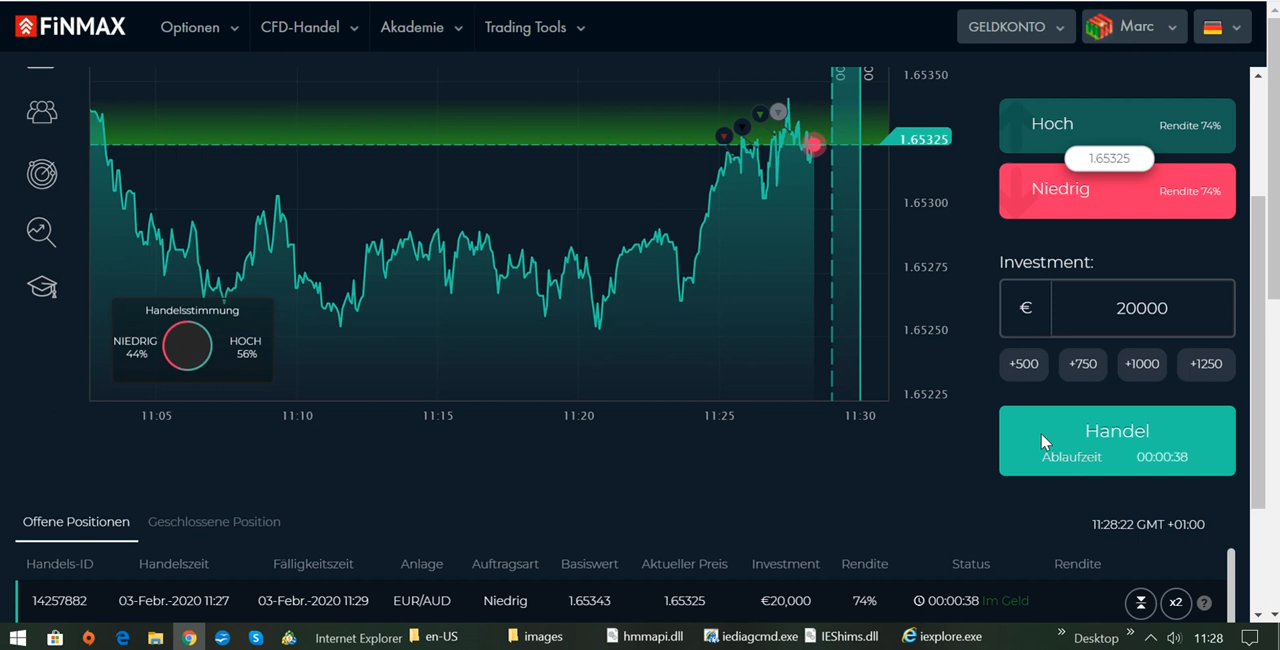 FiNMAX Optionen CFD-Handel Akademie Trading Tools GELDKONTO Marc
1.65350
1.65325
1.65300
1.65275
1.65250
1.65225
00
00
Handelsstimmung
NIEDRIG
44%
HOCH
56%
11:05 11:10 11:15 11:20 11:25 11:30
Hoch Rendite 74%
1.65325
Niedrig Rendite 74%
Investment:
€ 20000
+500 +750 +1000 +1250
Handel
Ablaufzeit 00:00:38
Offene Positionen Geschlossene Position 11:28:22 GMT +01:00
Handels-ID Handelszeit Fälligkeitszeit Anlage Auftragsart Basiswert Aktueller Preis Investment Rendite Status Rendite
14257882 03-Febr.-2020 11:27 03-Febr.-2020 11:29 EUR/AUD Niedrig 1.65343 1.65325 €20,000 74% 00:00:38 Im Geld x2 ?
Internet Explorer en-US images hmmapi.dll iediagcmd.exe IEShims.dll iexplore.exe » Desktop » 11:28